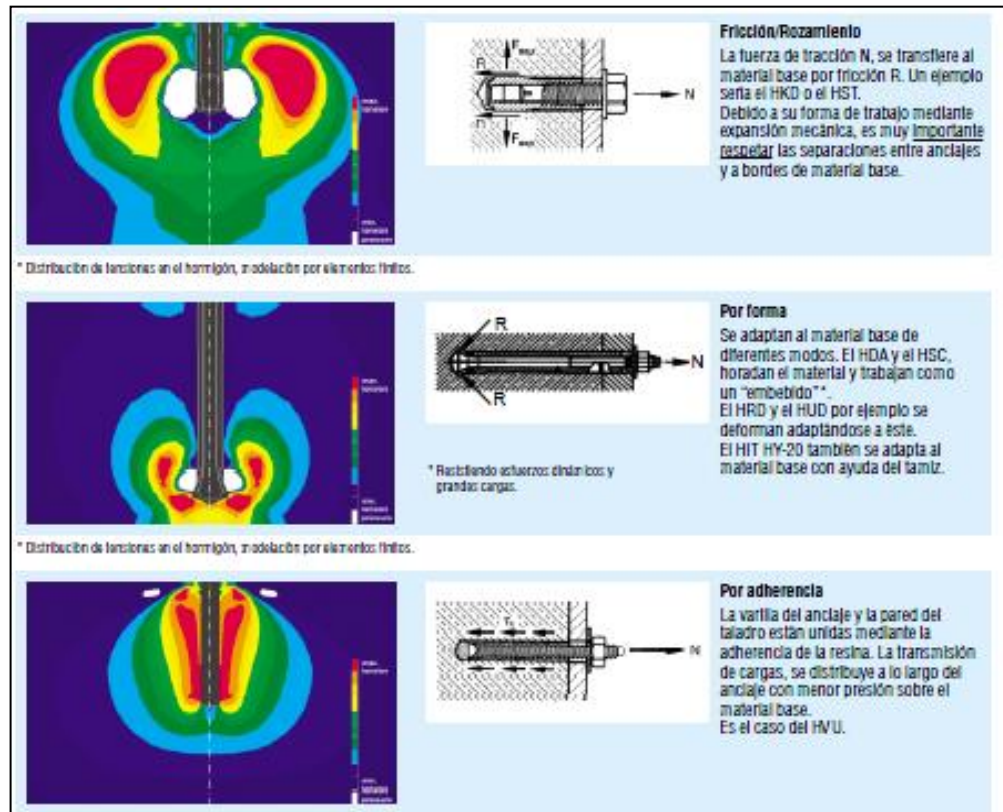 Fricción/Rozamiento
La fuerza de tracción N, se transfiere al
material base por fricción R. Un ejemplo
sería el HKD o el HST.
Debido a su forma de trabajo mediante
expansión mecánica, es muy importante
respetar las separaciones entre anclajes
y a bordes de material base.
R
N
* Distribución de tensiones en el hormigón, modelación por elementos finitos.
Por forma
Se adaptan al material base de
diferentes modos. El HDA y el HSC,
horadan el material y trabajan como
un "embebido"*.
El HRD y el HUD por ejemplo se
deforman adaptándose a éste.
El HIT HY-20 también se adapta al
material base con ayuda del tamiz.
R
N
R
* Resistiendo esfuerzos dinámicos y
grandes cargas.
* Distribución de tensiones en el hormigón, modelación por elementos finitos.
Por adherencia
La varilla del anclaje y la pared del
taladro están unidas mediante la
adherencia de la resina. La transmisión
de cargas, se distribuye a lo largo del
anclaje con menor presión sobre el
material base.
Es el caso del HVU.
N